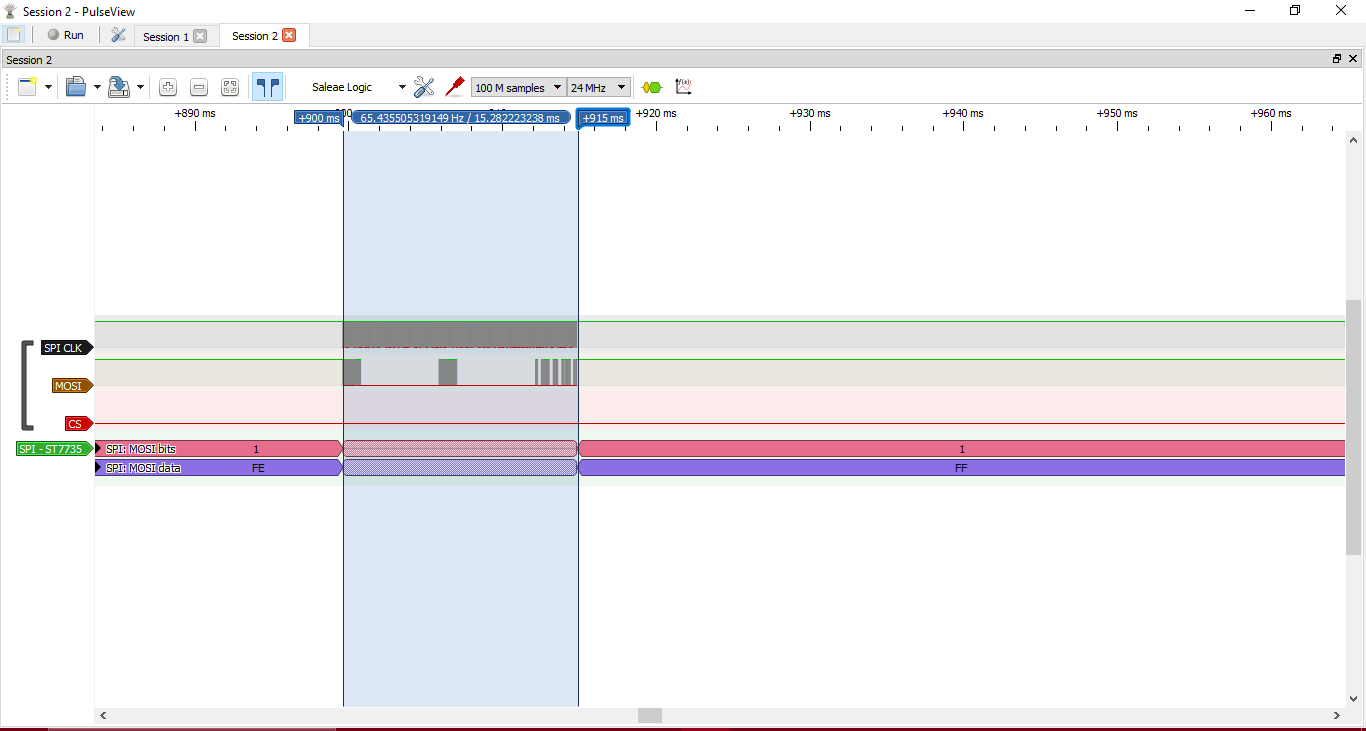 Session 2 - PulseView
Run
Session 1
Session 2
Session 2
Saleae Logic
100 M samples
24 MHz
+890 ms
+900 ms
65.435505319149 Hz / 15.282223238 ms
+915 ms
+920 ms
+930 ms
+940 ms
+950 ms
+960 ms
SPI CLK
MOSI
CS
SPI - ST7735
SPI: MOSI bits
1
1
SPI: MOSI data
FE
FF